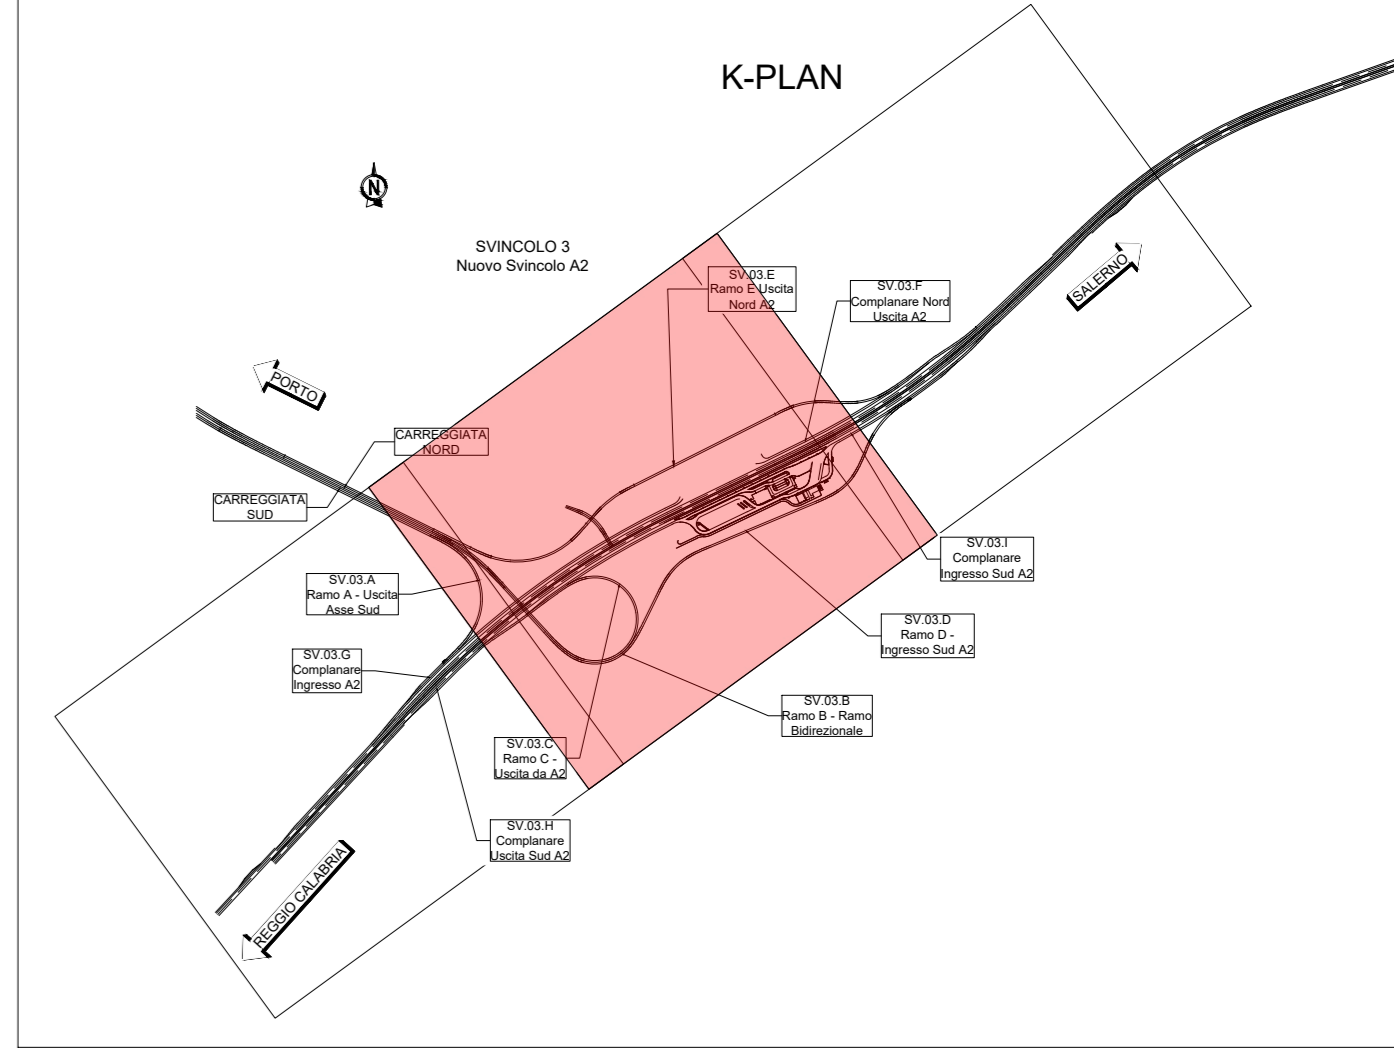 K-PLAN
N
SVINCOLO 3
Nuovo Svincolo A2
SV.03.E
Ramo E Uscita
Nord A2
SV.03.F
Complanare Nord
Uscita A2
SALERNO
PORTO
CARREGGIATA
NORD
CARREGGIATA
SUD
SV.03.I
Complanare
Ingresso Sud A2
SV.03.A
Ramo A - Uscita
Asse Sud
SV.03.D
Ramo D -
Ingresso Sud A2
SV.03.G
Complanare
Ingresso A2
SV.03.B
Ramo B - Ramo
Bidirezionale
SV.03.C
Ramo C -
Uscita da A2
SV.03.H
Complanare
Uscita Sud A2
REGGIO CALABRIA